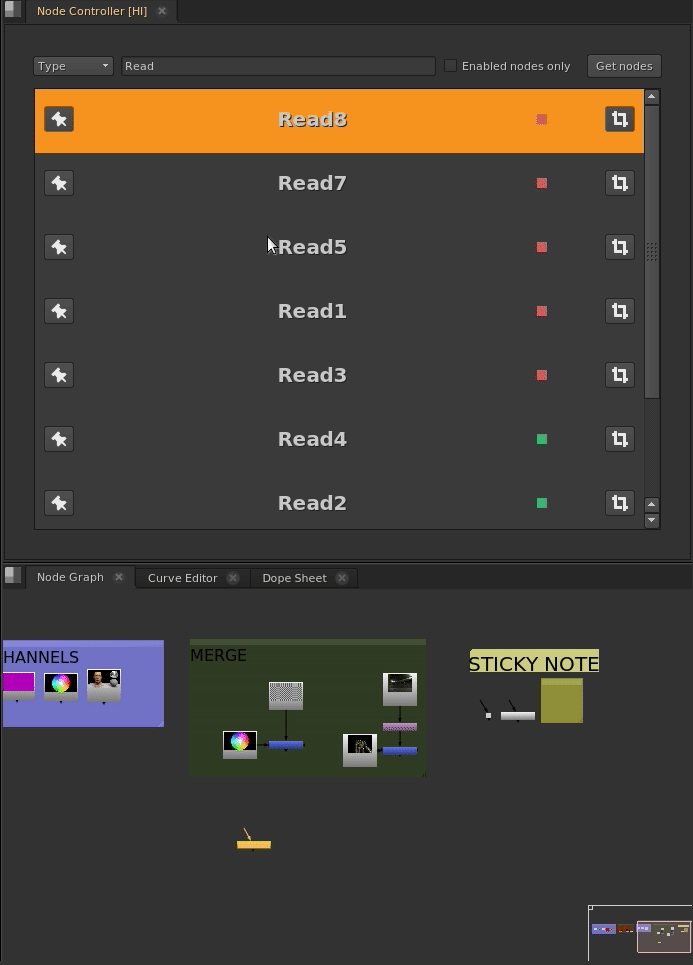 Node Controller [HI]
Type
Read
Enabled nodes only
Get nodes
Read8
Read7
Read5
Read1
Read3
Read4
Read2
Node Graph
Curve Editor
Dope Sheet
HANNELS
MERGE
STICKY NOTE